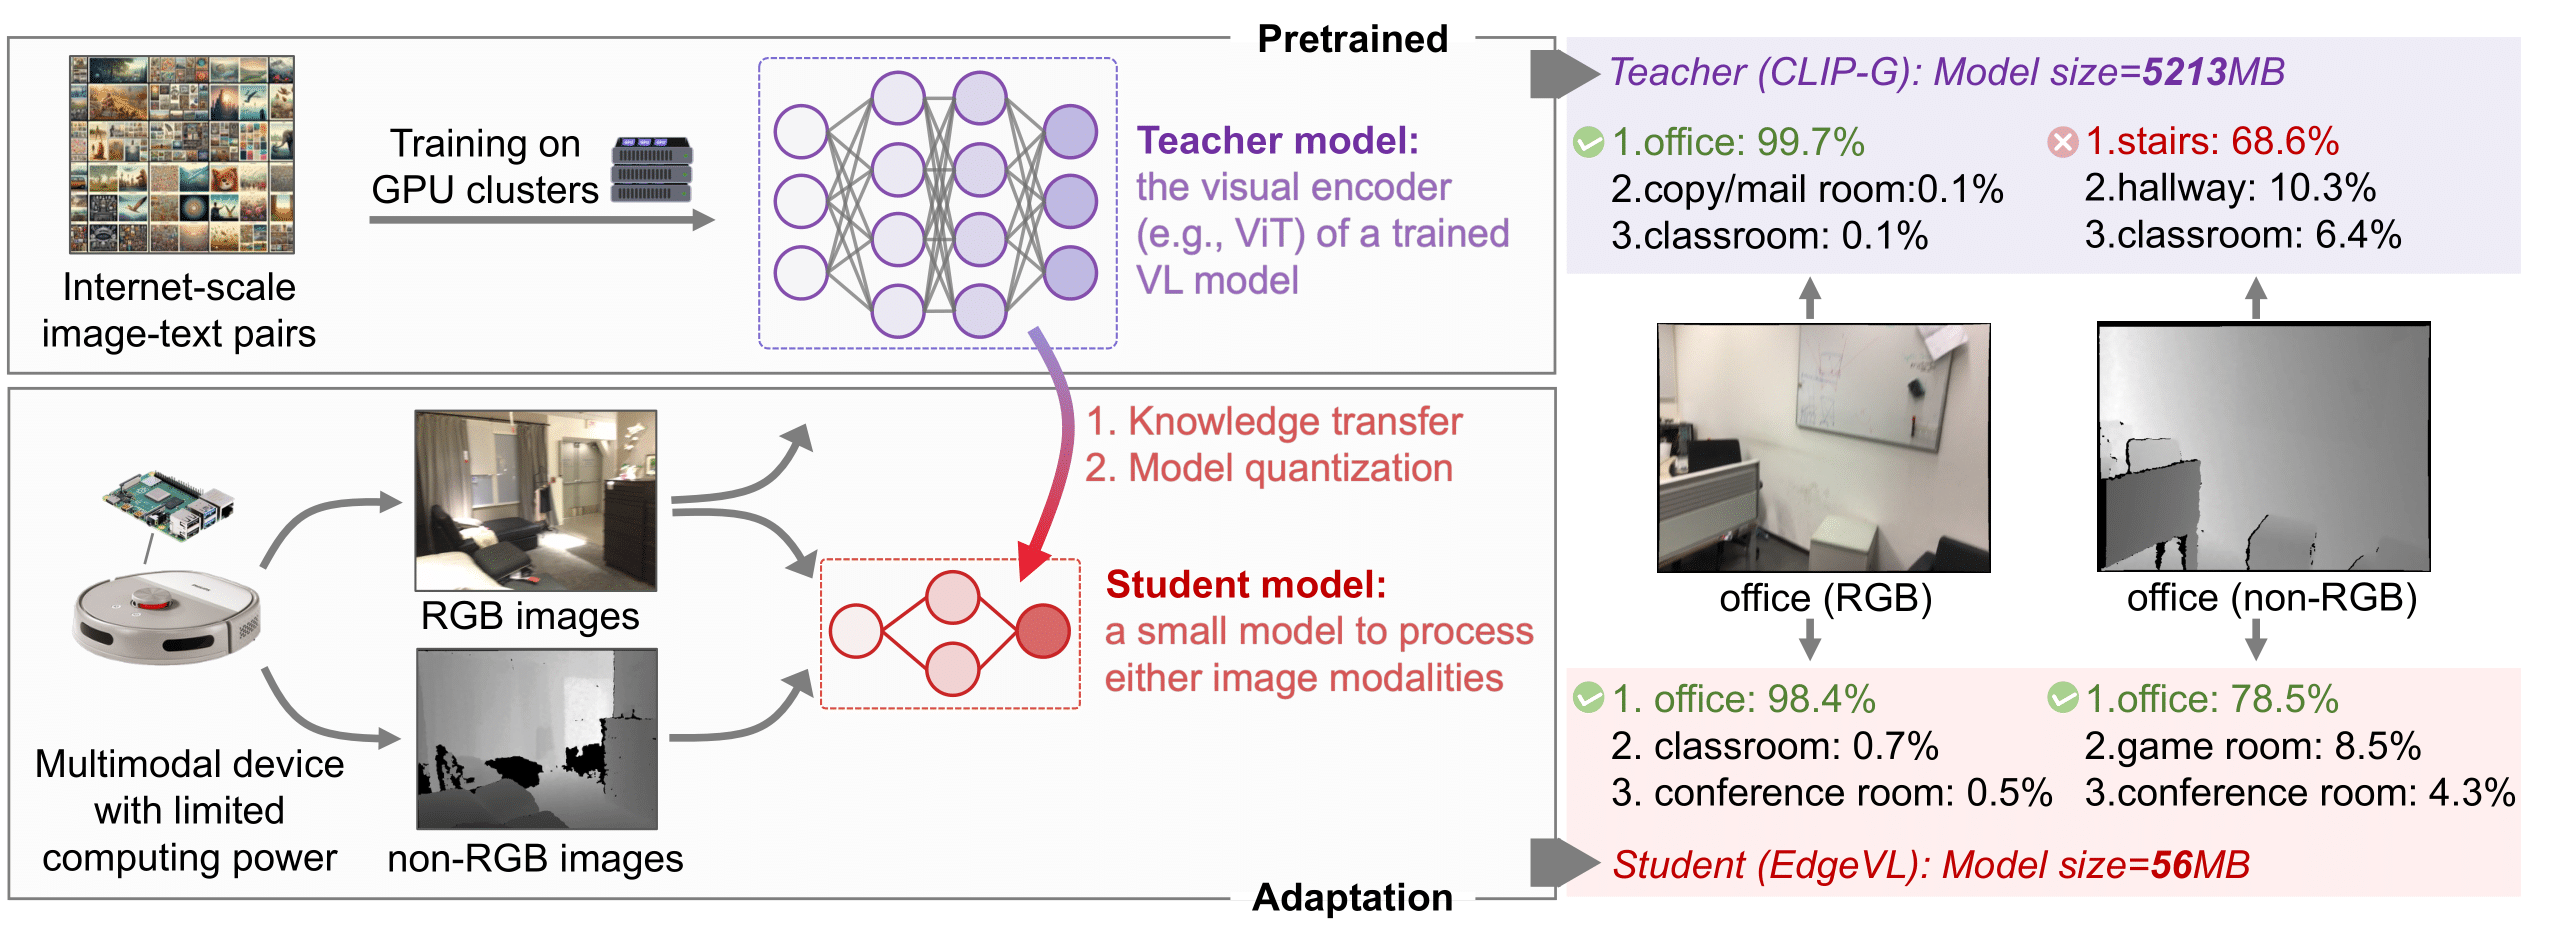 Pretrained
Internet-scale
image-text pairs
Training on
GPU clusters
Teacher model:
the visual encoder
(e.g., ViT) of a trained
VL model
1. Knowledge transfer
2. Model quantization
Multimodal device
with limited
computing power
RGB images
non-RGB images
Student model:
a small model to process
either image modalities
Adaptation
Teacher (CLIP-G): Model size=5213MB
1.office: 99.7%
2.copy/mail room:0.1%
3.classroom: 0.1%
1.stairs: 68.6%
2.hallway: 10.3%
3.classroom: 6.4%
office (RGB)
office (non-RGB)
1. office: 98.4%
2. classroom: 0.7%
3. conference room: 0.5%
1.office: 78.5%
2.game room: 8.5%
3.conference room: 4.3%
Student (EdgeVL): Model size=56MB